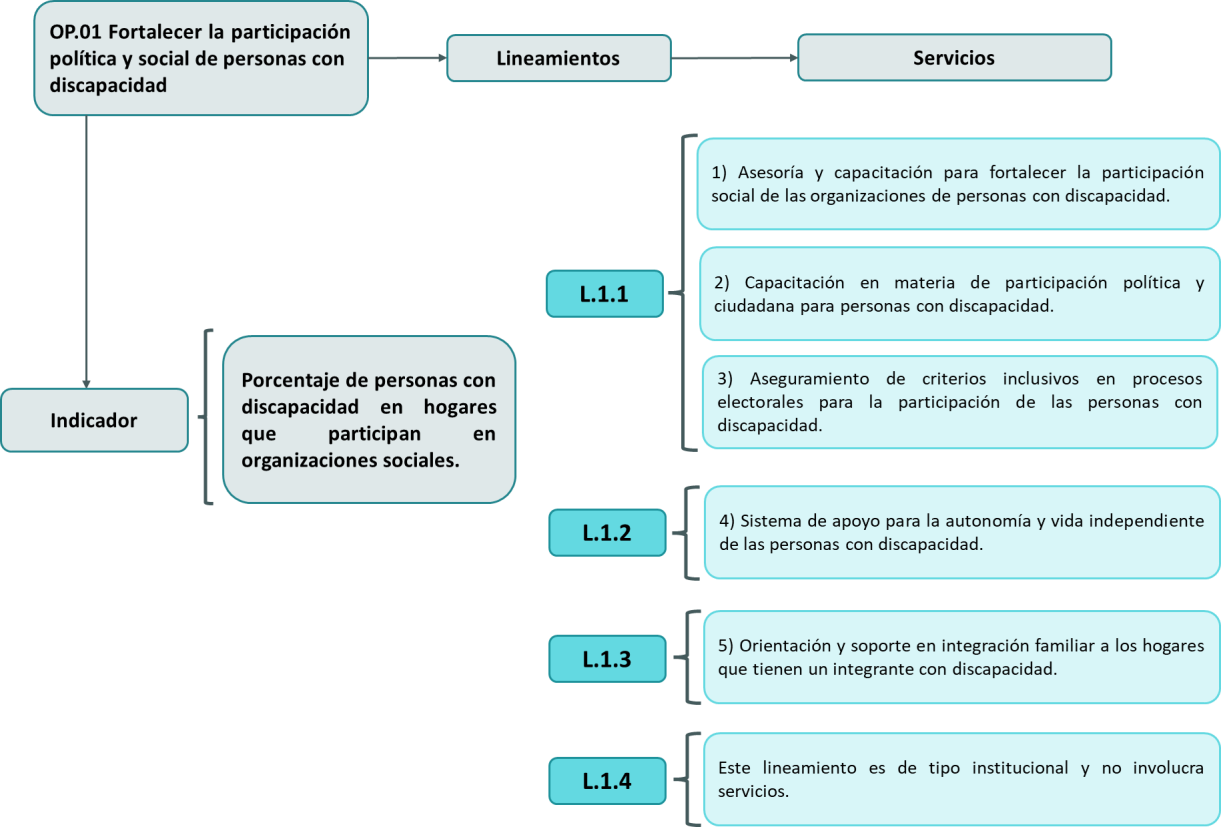 OP.01 Fortalecer la participación
política y social de personas con
discapacidad
Lineamientos
Servicios
Indicador
Porcentaje de personas con
discapacidad en hogares
que participan en
organizaciones sociales.
L.1.1
1) Asesoría y capacitación para fortalecer la participación
social de las organizaciones de personas con discapacidad.
2) Capacitación en materia de participación política y
ciudadana para personas con discapacidad.
3) Aseguramiento de criterios inclusivos en procesos
electorales para la participación de las personas con
discapacidad.
L.1.2
4) Sistema de apoyo para la autonomía y vida independiente
de las personas con discapacidad.
L.1.3
5) Orientación y soporte en integración familiar a los hogares
que tienen un integrante con discapacidad.
L.1.4
Este lineamiento es de tipo institucional y no involucra
servicios.